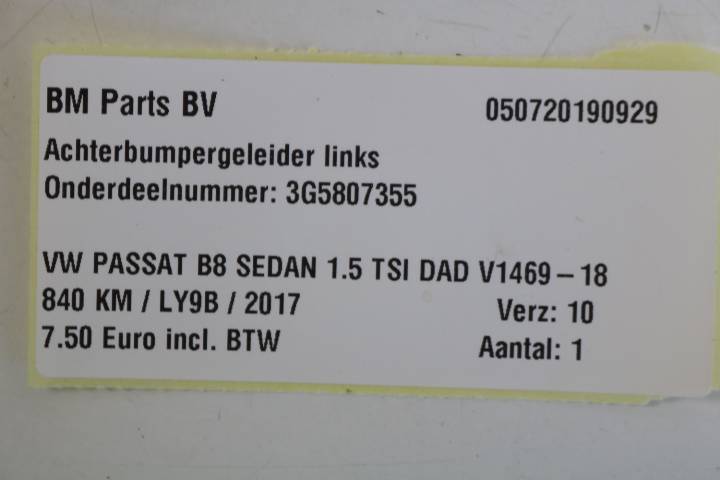 BM Parts BV 050720190929
Achterbumpergeleider links
Onderdeelnummer: 3G5807355
VW PASSAT B8 SEDAN 1.5 TSI DAD V1469-18
840 KM / LY9B / 2017 Verz: 10
7.50 Euro incl. BTW Aantal: 1